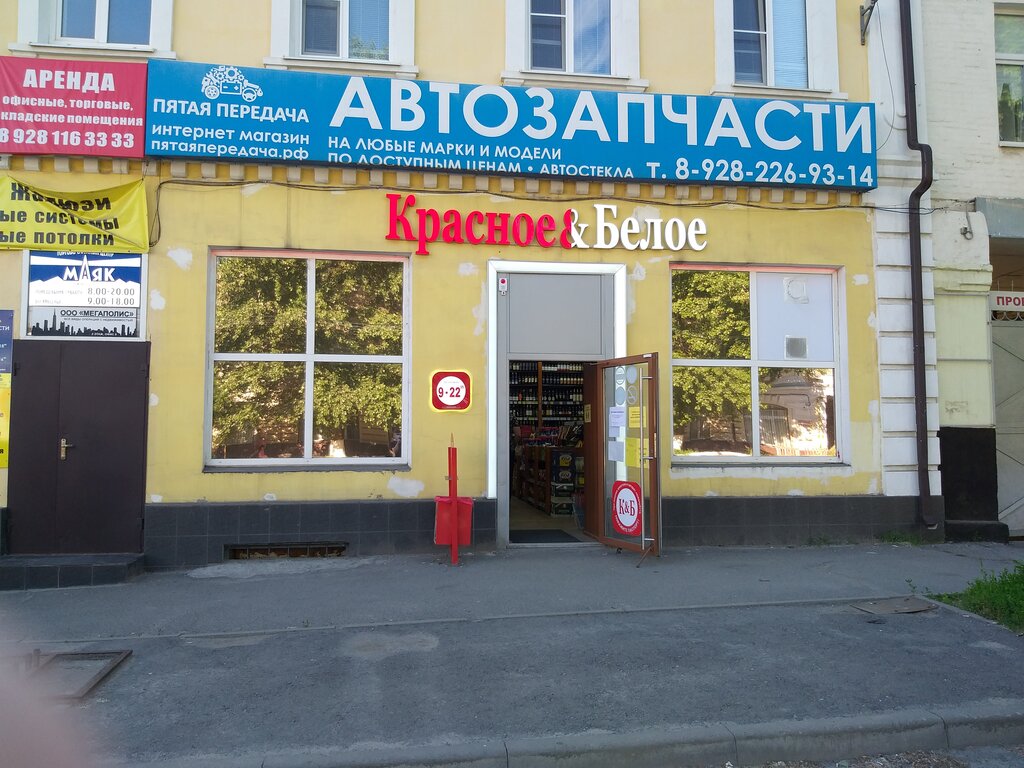 АРЕНДА
офисные, торговые,
кладские помещения
8 928 116 33 33
ПЯТАЯ ПЕРЕДАЧА
интернет магазин
пятаяпередача.рф
АВТОЗАПЧАСТИ
НА ЛЮБЫЕ МАРКИ И МОДЕЛИ
ПО ДОСТУПНЫМ ЦЕНАМ • АВТОСТЕКЛА
Т. 8-928-226-93-14
Жалюзи
ые системы
ые потолки
МАЯК
8.00-20.00
9.00-18.00
ООО «МЕГАПОЛИС»
Красное&Белое
9-22
К&Б
ПРОК